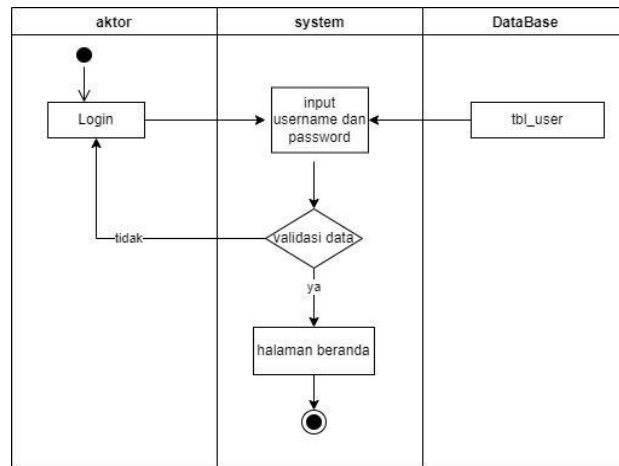 aktor
system
DataBase
Login
input
username dan
password
tbl_user
validasi data
tidak
ya
halaman beranda